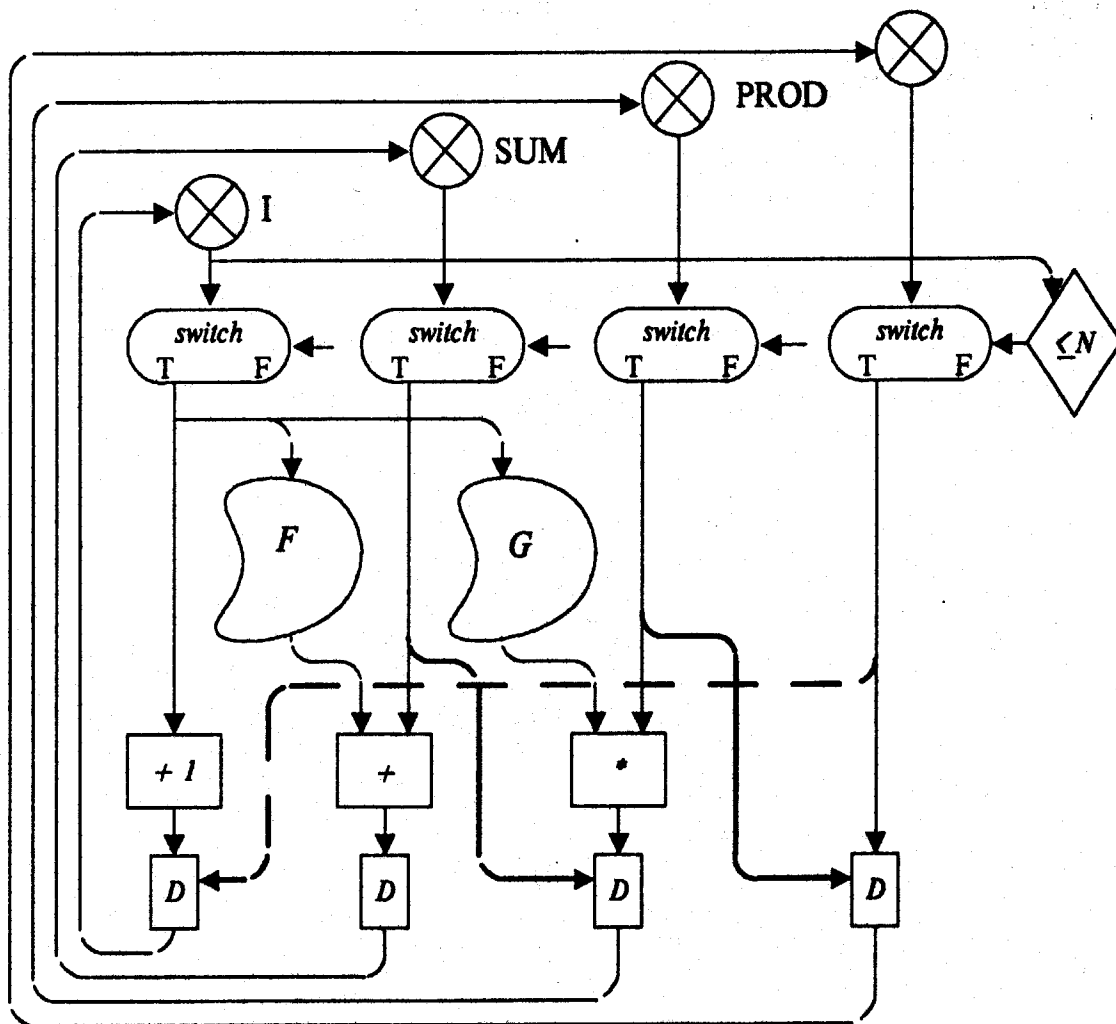 PROD
SUM
I
switch
T F
switch
T F
switch
T F
switch
T F
≤N
F
G
+ 1
+
*
D
D
D
D